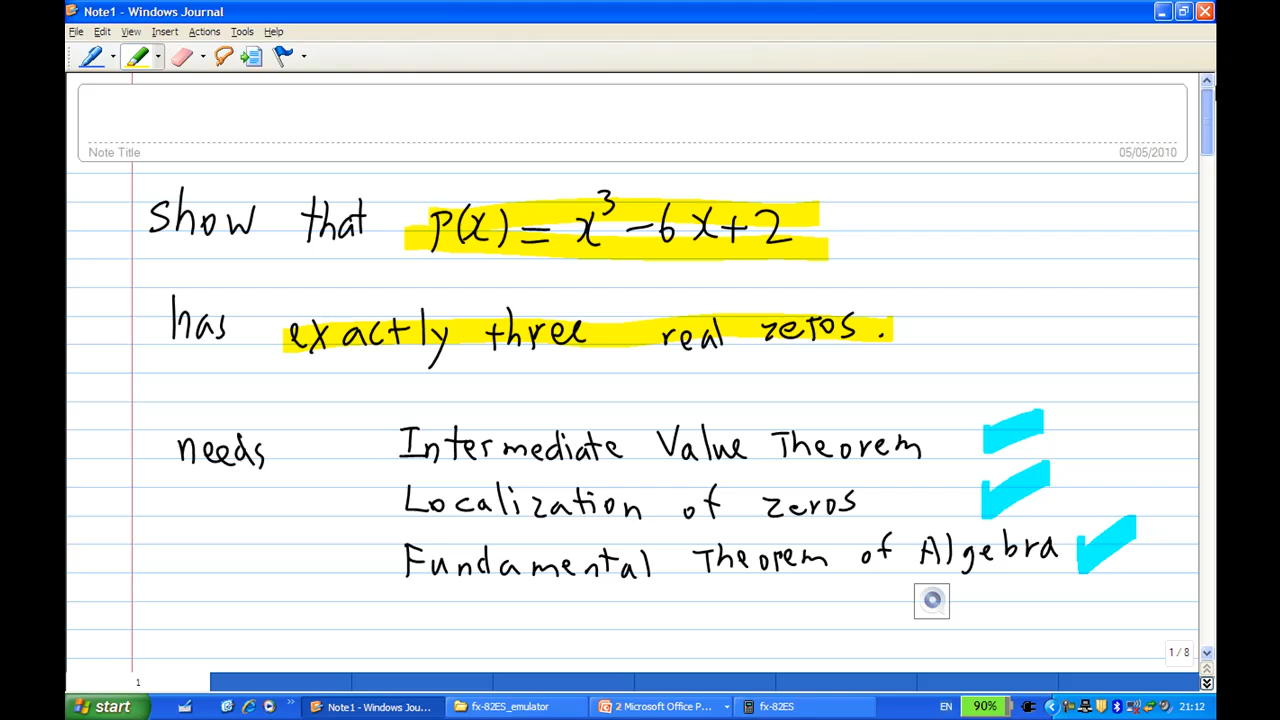 Note1 - Windows Journal
File Edit View Insert Actions Tools Help
Note Title
05/05/2010
show that P(x) = x³ - 6x + 2
has exactly three real zeros.
needs Intermediate Value Theorem
Localization of zeros
Fundamental Theorem of Algebra
1 / 8
1
start
Note1 - Windows Jou...
fx-82ES_emulator
2 Microsoft Office P...
fx-82ES
EN
90%
21:12